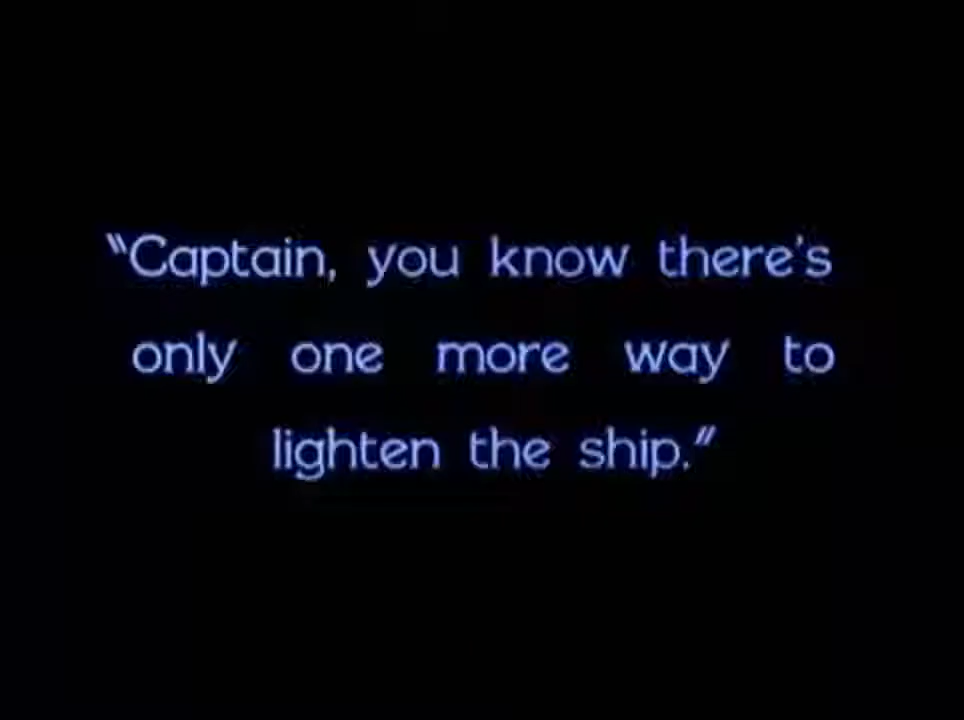 “Captain, you know there's
only one more way to
lighten the ship.”